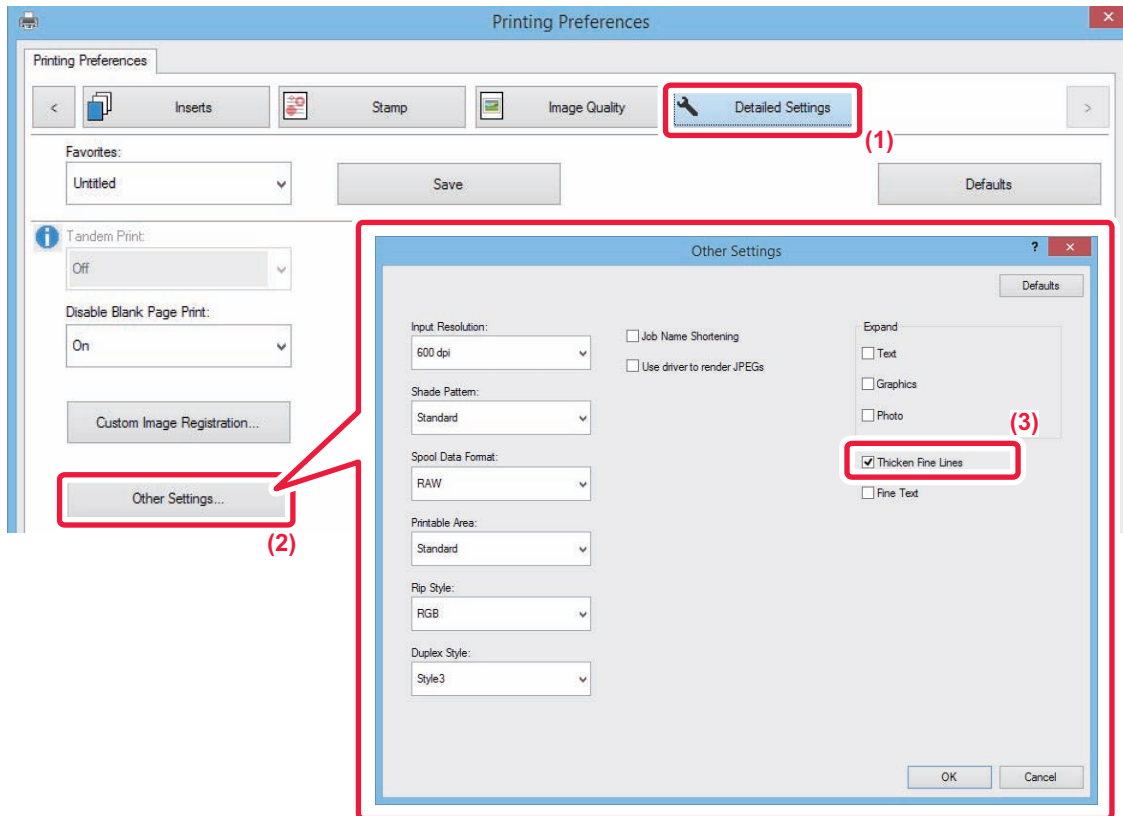 Printing Preferences
Printing Preferences
< Inserts Stamp Image Quality Detailed Settings >
(1)
Favorites:
Untitled Save Defaults
Tandem Print:
Off
Disable Blank Page Print:
On
Custom Image Registration...
Other Settings...
(2)
Other Settings ?
Defaults
Input Resolution:
600 dpi
Shade Pattern:
Standard
Spool Data Format:
RAW
Printable Area:
Standard
Rip Style:
RGB
Duplex Style:
Style3
Job Name Shortening
Use driver to render JPEGs
Expand
Text
Graphics
Photo
(3)
Thicken Fine Lines
Fine Text
OK Cancel